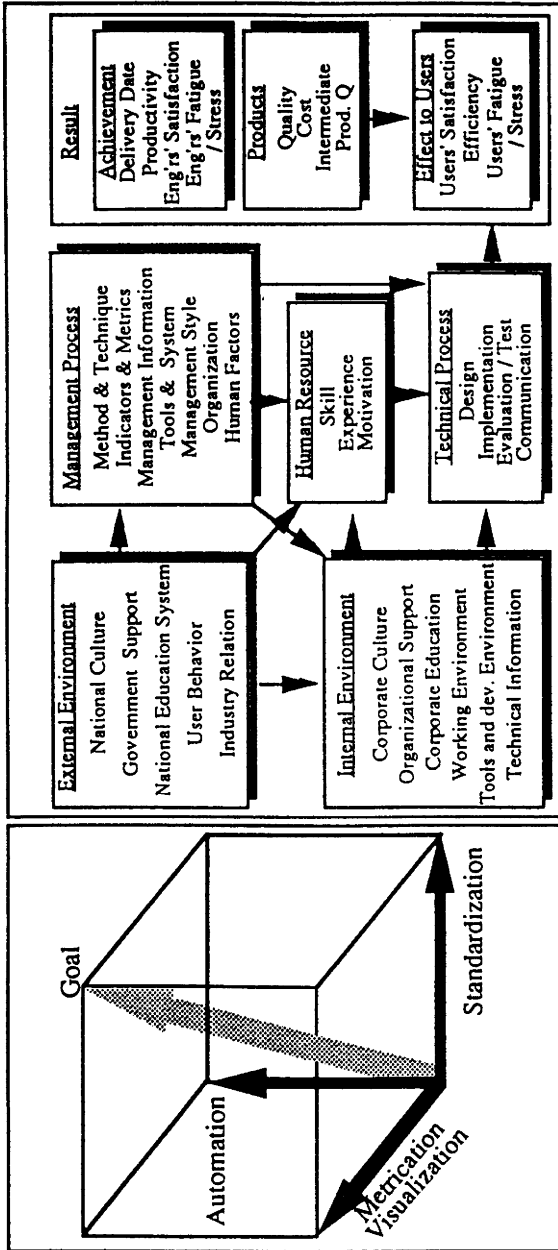 Goal
Automation
Metrication
Visualization
Standardization
External Environment
National Culture
Government Support
National Education System
User Behavior
Industry Relation
Internal Environment
Corporate Culture
Organizational Support
Corporate Education
Working Environment
Tools and dev. Environment
Technical Information
Management Process
Method & Technique
Indicators & Metrics
Management Information
Tools & System
Management Style
Organization
Human Factors
Human Resource
Skill
Experience
Motivation
Technical Process
Design
Implementation
Evaluation / Test
Communication
Result
Achievement
Delivery Date
Productivity
Eng'rs' Satisfaction
Eng'rs' Fatigue
/ Stress
Products
Quality
Cost
Intermediate
Prod. Q
Effect to Users
Users' Satisfaction
Efficiency
Users' Fatigue
/ Stress